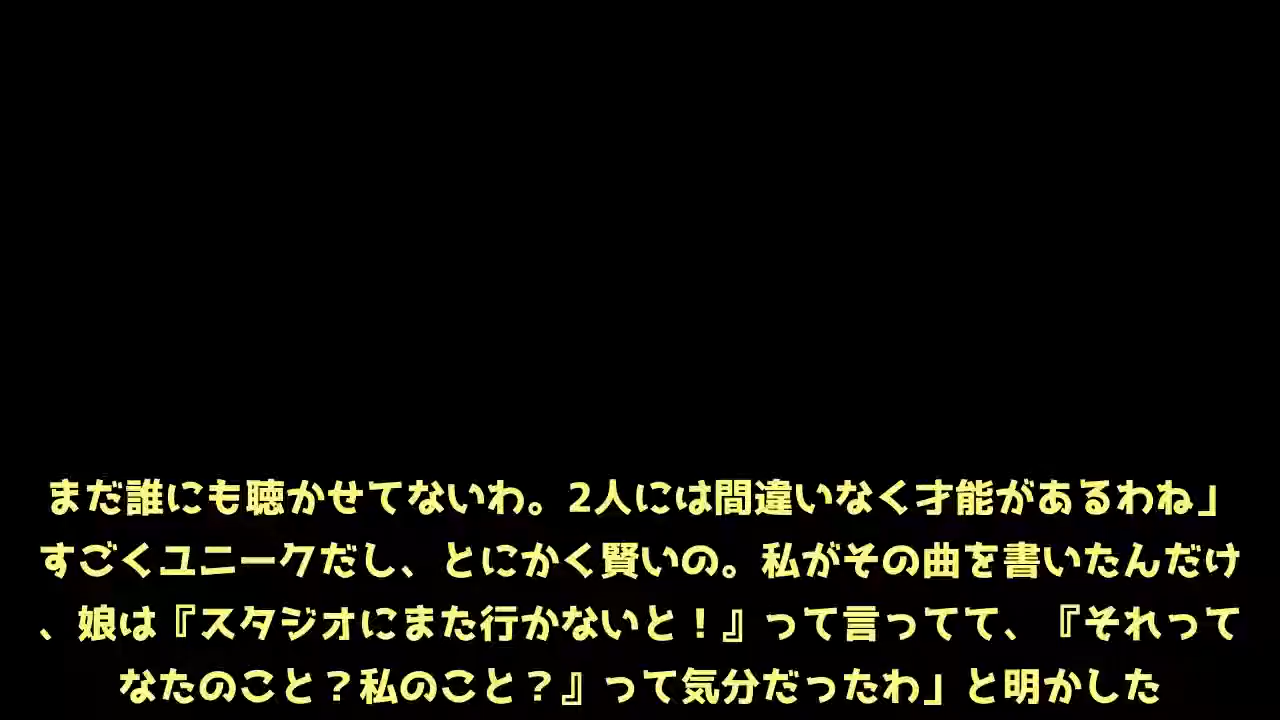 まだ誰にも聴かせてないわ。2人には間違いなく才能があるわね」
すごくユニークだし、とにかく賢いの。私がその曲を書いたんだけ
、娘は『スタジオにまた行かないと！』って言ってて、『それって
なたのこと？私のこと？』って気分だったわ」と明かした